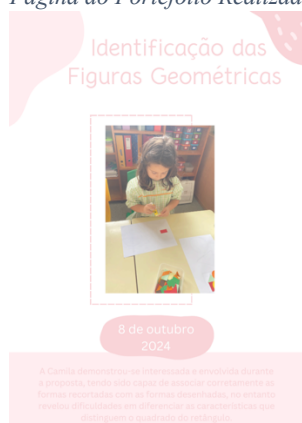 Página do Portefólio Realizada
Identificação das
Figuras Geométricas
8 de outubro
2024
A Camila demonstrou-se interessada e envolvida durante
a proposta, tendo sido capaz de associar corretamente as
formas recortadas com as formas desenhadas, no entanto
revelou dificuldades em diferenciar as características que
distinguem o quadrado do retângulo.